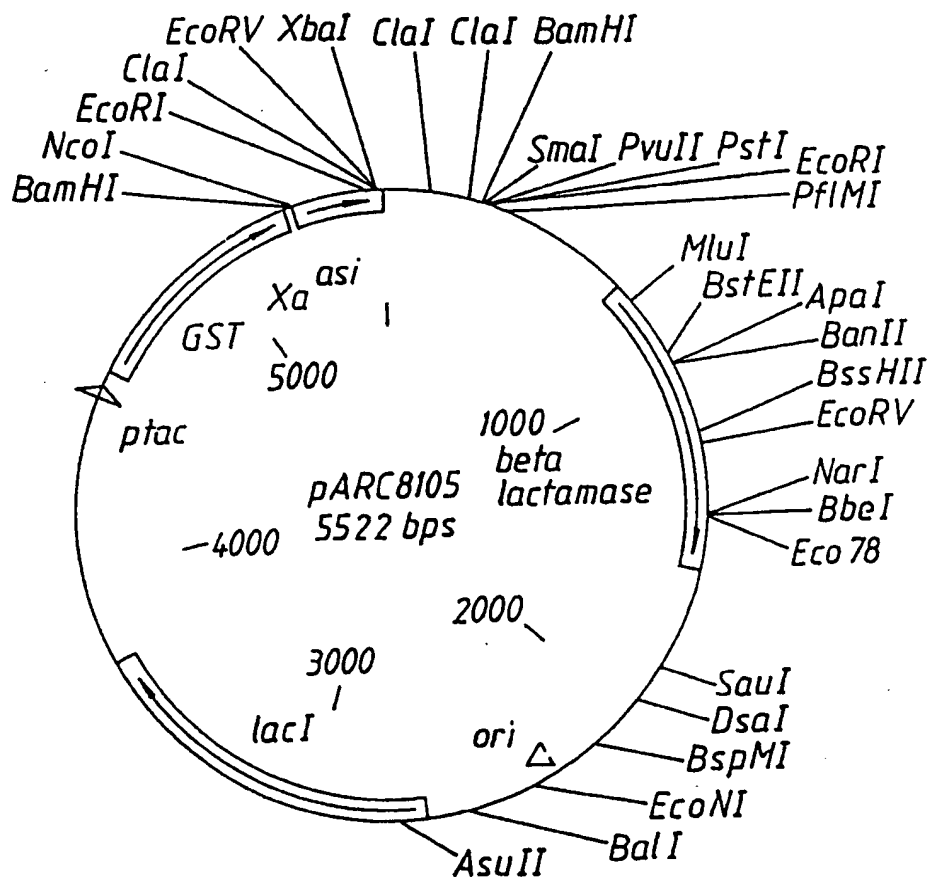 EcoRV XbaI ClaI ClaI BamHI
ClaI
EcoRI
NcoI
BamHI
SmaI PvuII PstI
EcoRI
PflMI
MluI
BstEII
ApaI
BanII
BssHII
EcoRV
NarI
BbeI
Eco78
SauI
DsaI
BspMI
EcoNI
BalI
AsuII
Xa asi
GST
5000
ptac
1000
beta
lactamase
pARC8105
5522 bps
4000
2000
3000
lacI
ori